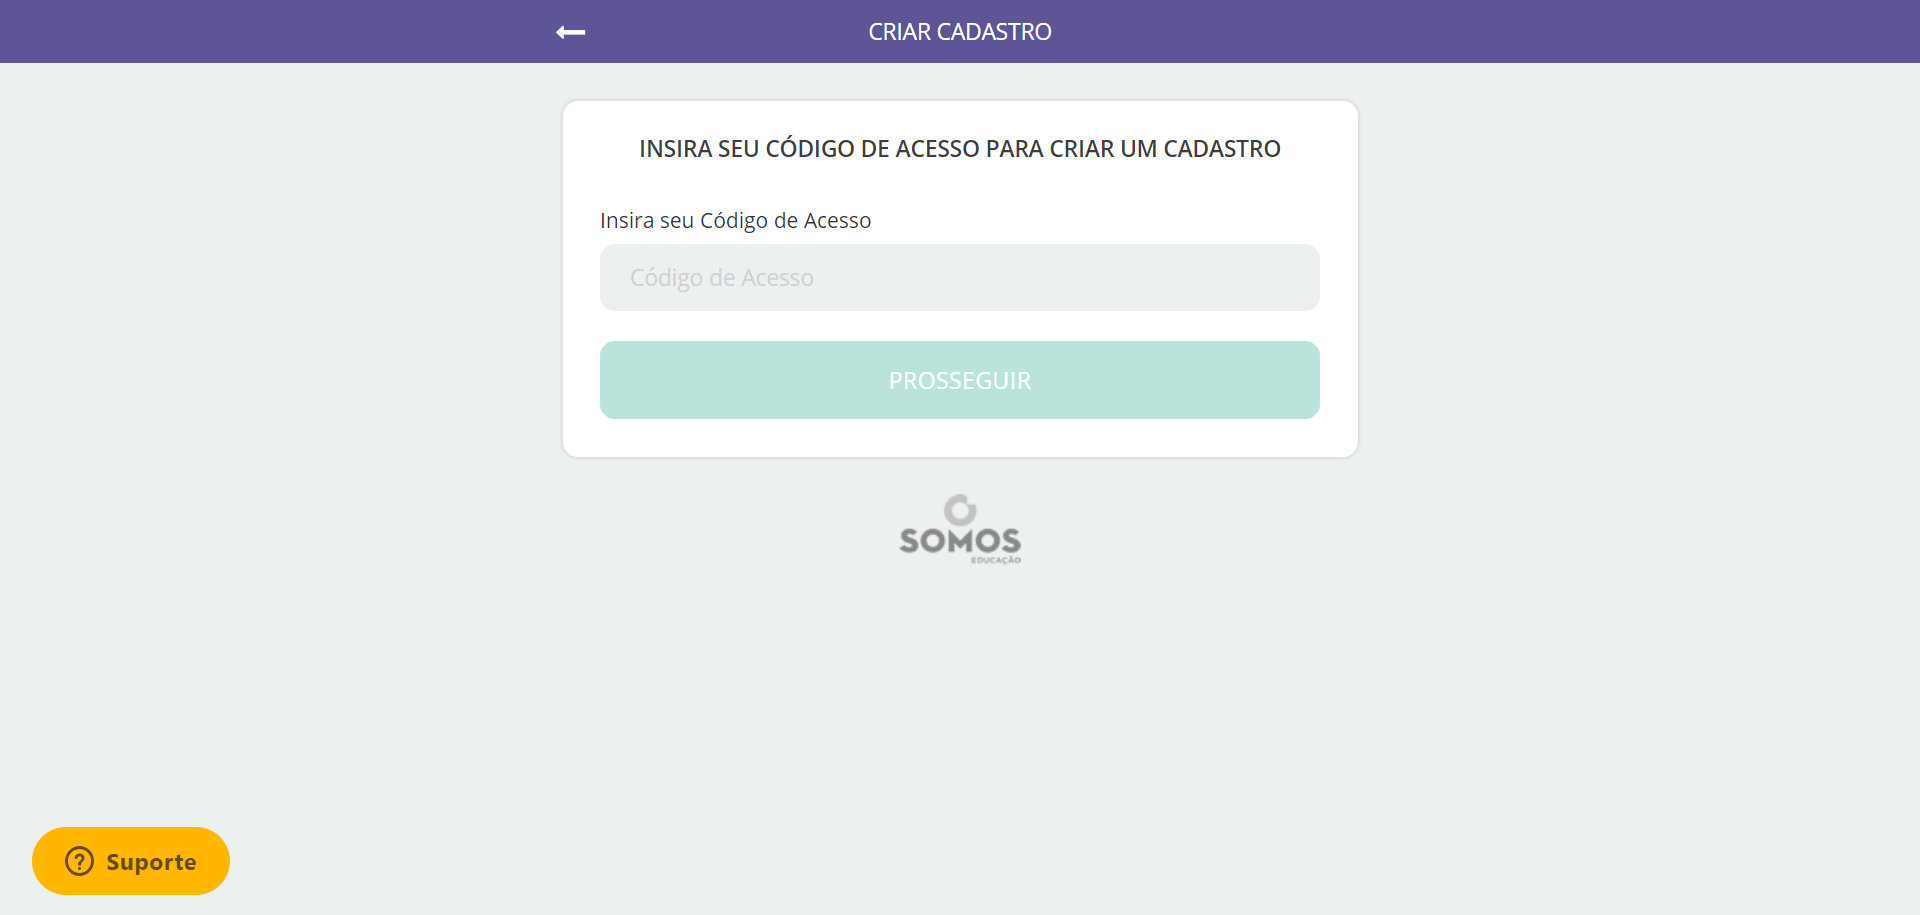 CRIAR CADASTRO
INSIRA SEU CÓDIGO DE ACESSO PARA CRIAR UM CADASTRO
Insira seu Código de Acesso
Código de Acesso
PROSSEGUIR
SOMOS
EDUCAÇÃO
Suporte